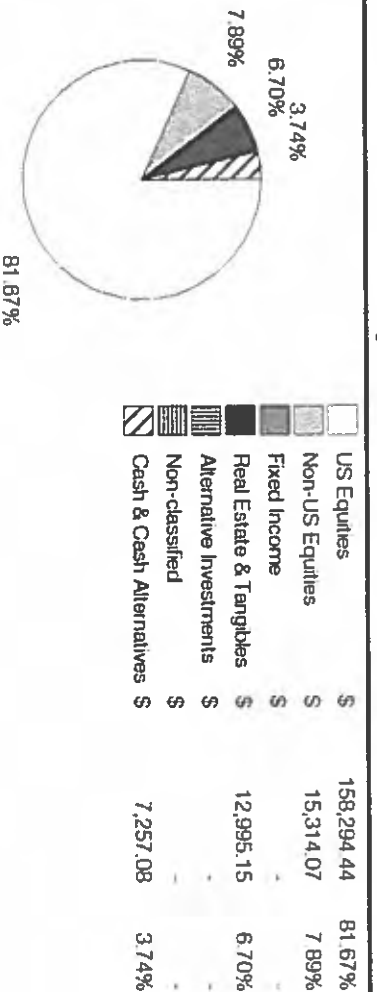 7.89%
6.70%
3.74%
81.67%
US Equities $ 158,294.44 81.67%
Non-US Equities $ 15,314.07 7.89%
Fixed Income $ - -
Real Estate & Tangibles $ 12,995.15 6.70%
Alternative Investments $ - -
Non-classified $ - -
Cash & Cash Alternatives $ 7,257.08 3.74%